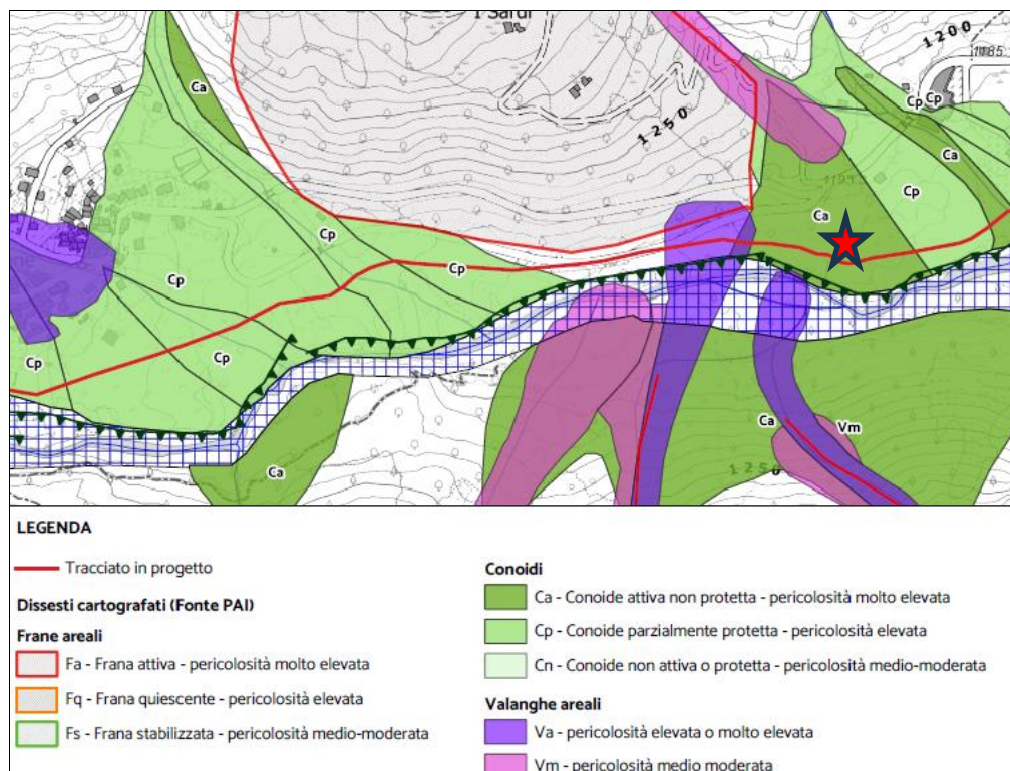 I Sardi
1200
1185
Ca
Cp Cp
1250
Ca
Cp
Ca
Cp
Cp
Cp
Cp
Cp
Ca
Vm
Ca
1250
LEGENDA
Tracciato in progetto
Dissesti cartografati (Fonte PAI)
Frane areali
Fa - Frana attiva - pericolosità molto elevata
Fq - Frana quiescente - pericolosità elevata
Fs - Frana stabilizzata - pericolosità medio-moderata
Conoidi
Ca - Conoide attiva non protetta - pericolosità molto elevata
Cp - Conoide parzialmente protetta - pericolosità elevata
Cn - Conoide non attiva o protetta - pericolosità medio-moderata
Valanghe areali
Va - pericolosità elevata o molto elevata
Vm - pericolosità medio moderata